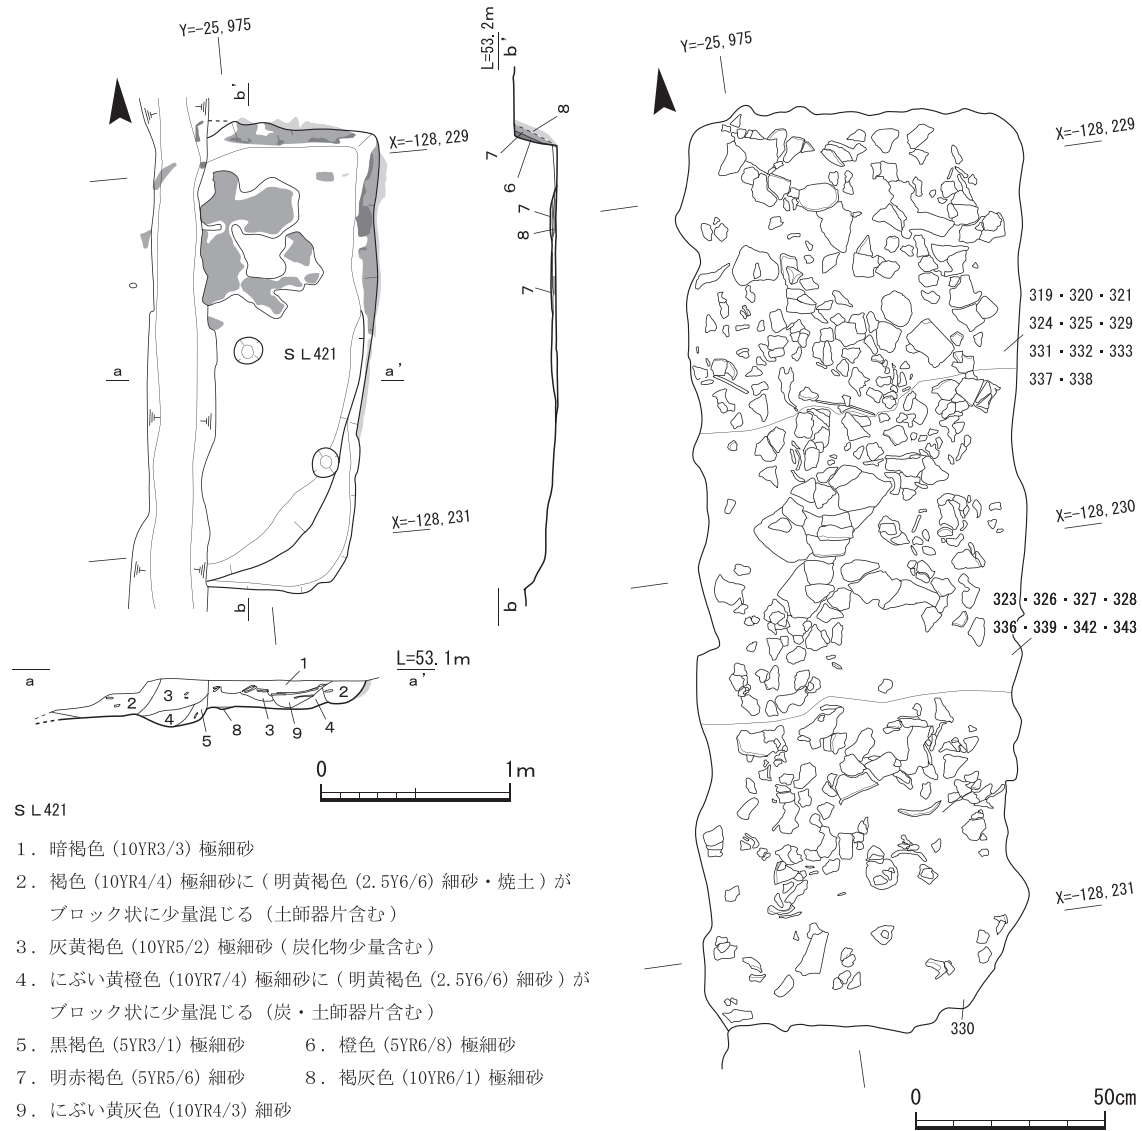 Y=-25,975
b'
X=-128,229
SL421
a
a'
X=-128,231
b
L=53.2m
b'
8
7
6
7
8
7
b
Y=-25,975
X=-128,229
319・320・321
324・325・329
331・332・333
337・338
X=-128,230
323・326・327・328
336・339・342・343
X=-128,231
330
0 50cm
a
L=53.1m
a'
1
2
3
2
4
5
8
3
9
4
0 1m
SL421
1．暗褐色(10YR3/3)極細砂
2．褐色(10YR4/4)極細砂に(明黄褐色(2.5Y6/6)細砂・焼土)が
ブロック状に少量混じる(土師器片含む)
3．灰黄褐色(10YR5/2)極細砂(炭化物少量含む)
4．にぶい黄橙色(10YR7/4)極細砂に(明黄褐色(2.5Y6/6)細砂)が
ブロック状に少量混じる(炭・土師器片含む)
5．黒褐色(5YR3/1)極細砂 6．橙色(5YR6/8)極細砂
7．明赤褐色(5YR5/6)細砂 8．褐灰色(10YR6/1)極細砂
9．にぶい黄灰色(10YR4/3)細砂